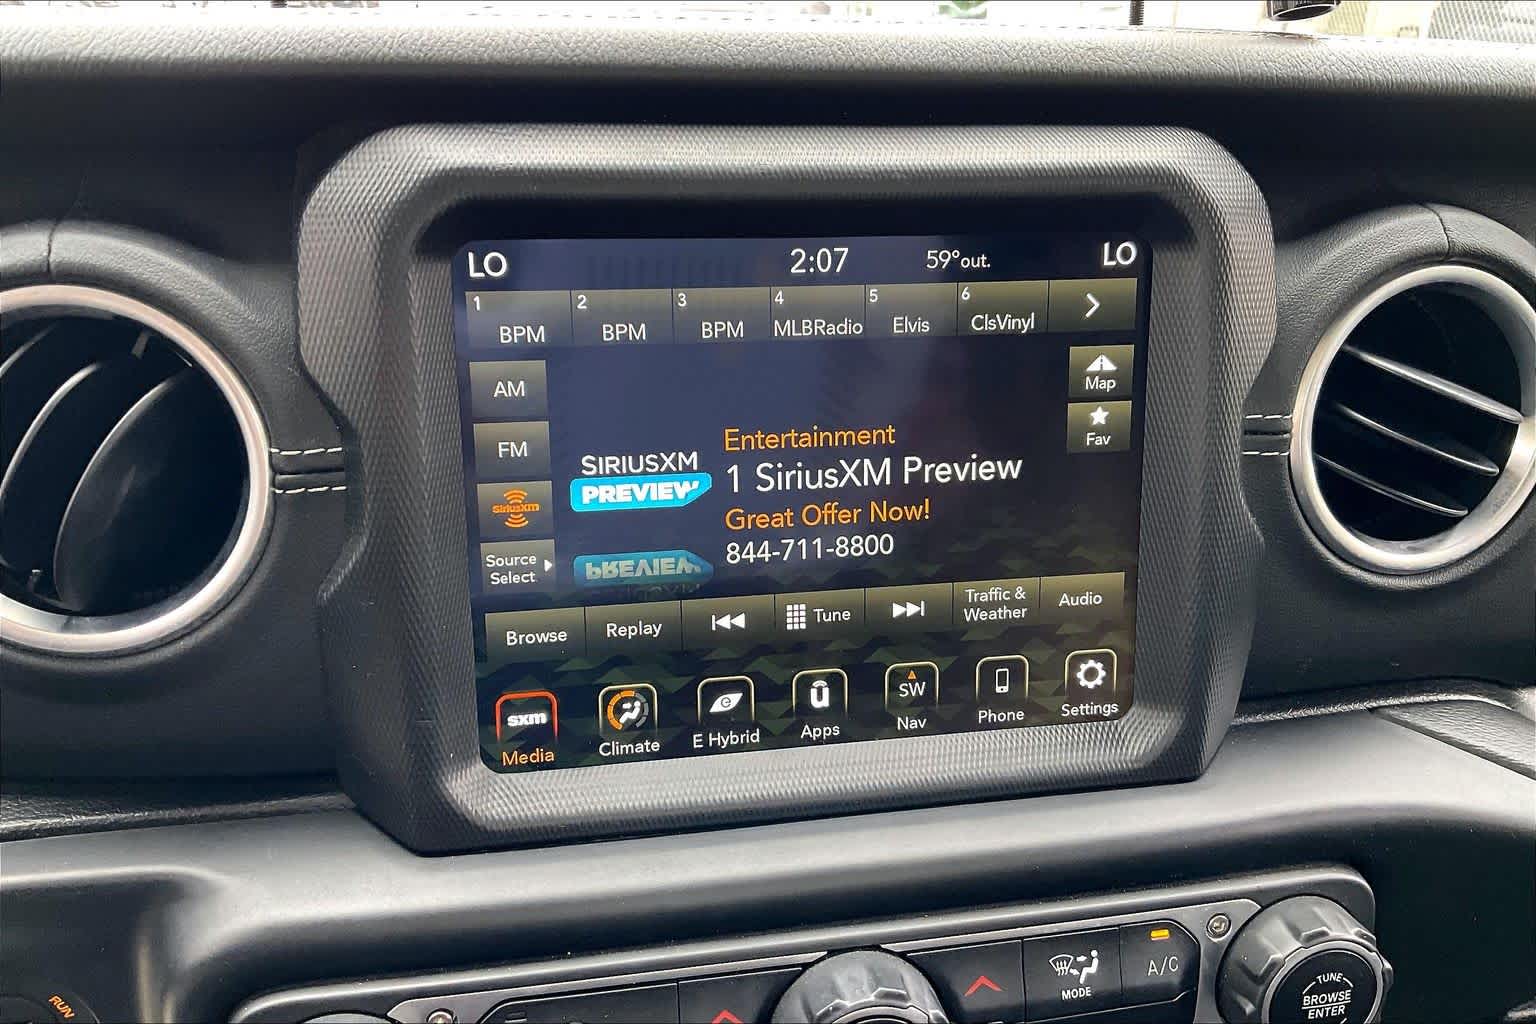 LO 2:07 59°out. LO
1 BPM 2 BPM 3 BPM 4 MLBRadio 5 Elvis 6 ClsVinyl
AM
FM
SiriusXM
Source
Select
SIRIUSXM
PREVIEW
PREVIEW
SIRIUSXM
Entertainment
1 SiriusXM Preview
Great Offer Now!
844-711-8800
Map
Fav
Browse Replay Tune Traffic & Weather Audio
sxm e u SW
Media Climate E Hybrid Apps Nav Phone Settings
RUN
MODE
A/C
TUNE
BROWSE
ENTER